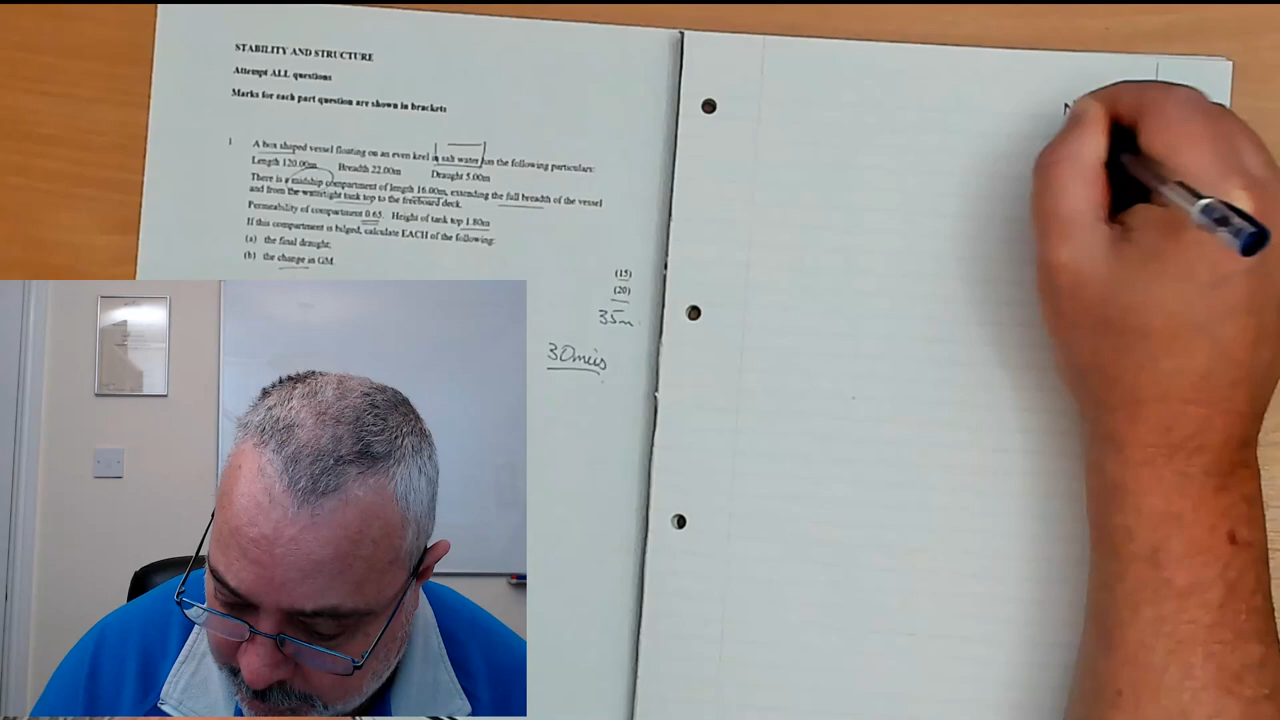 STABILITY AND STRUCTURE
Attempt ALL questions
Marks for each part question are shown in brackets
1 A box shaped vessel floating on an even keel in salt water has the following particulars:
Length 120.00m Breadth 22.00m Draught 5.00m
There is a midship compartment of length 16.00m, extending the full breadth of the vessel
and from the watertight tank top to the freeboard deck.
Permeability of compartment 0.65. Height of tank top 1.80m
If this compartment is bilged, calculate EACH of the following:
(a) the final draught;
(15)
(b) the change in GM.
(20)
35m
30mins
N